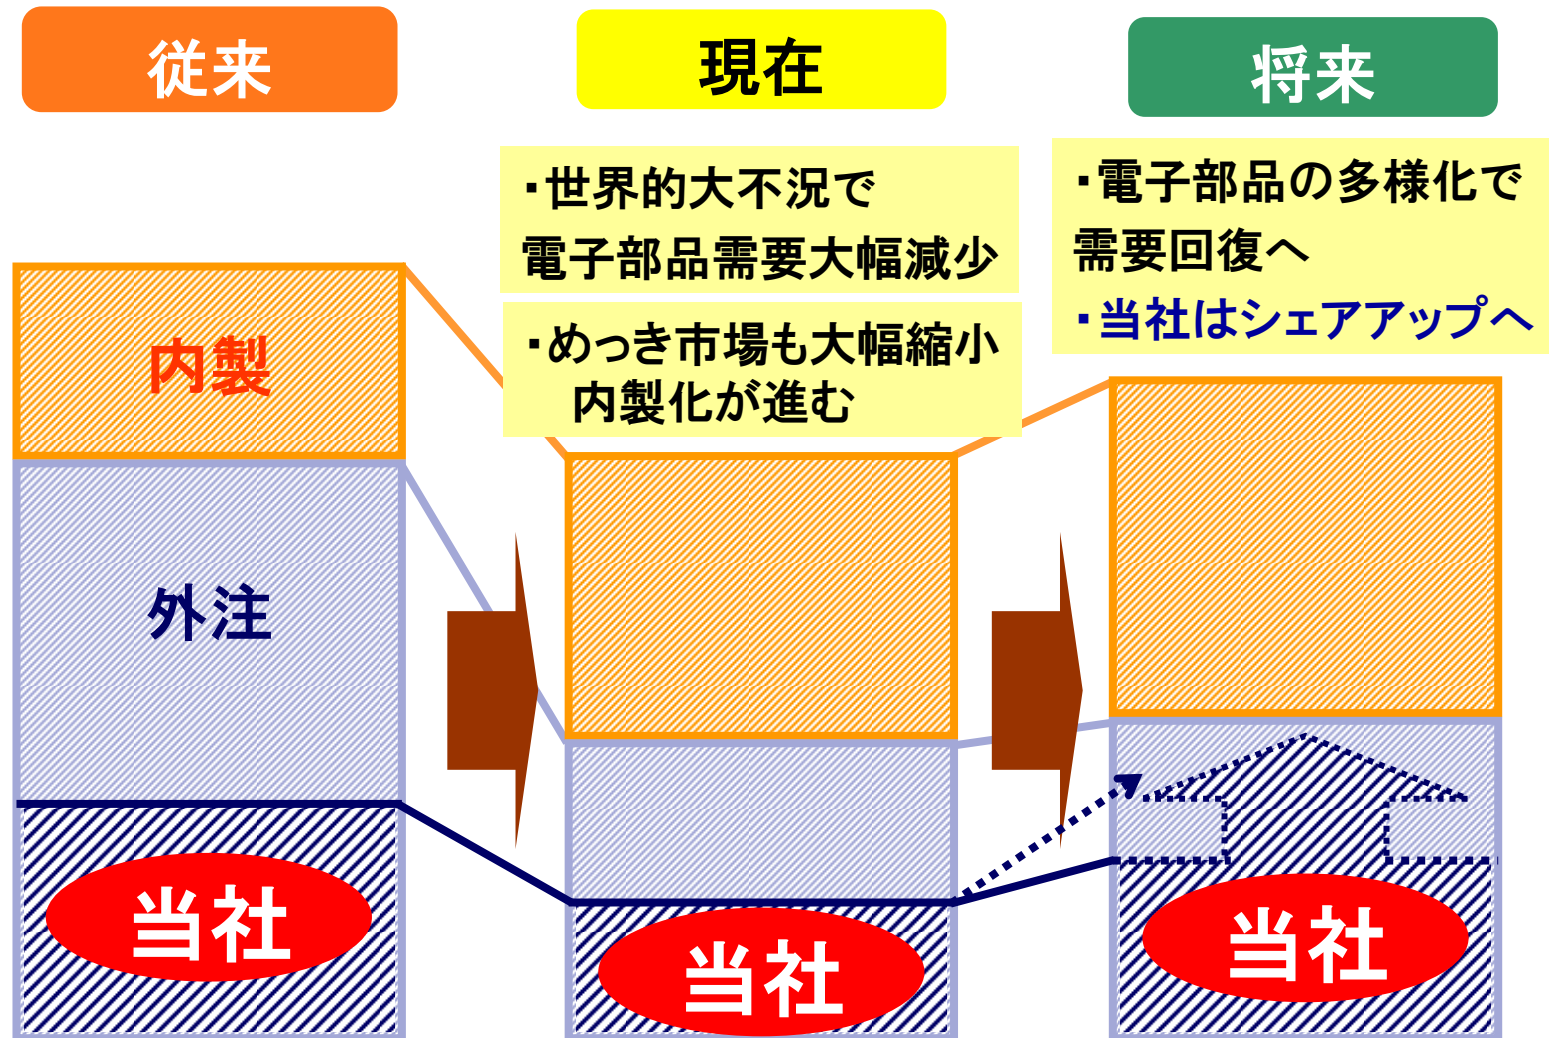 従来
現在
将来
・世界的大不況で
電子部品需要大幅減少
・めっき市場も大幅縮小
内製化が進む
・電子部品の多様化で
需要回復へ
・当社はシェアアップへ
内製
外注
当社
当社
当社